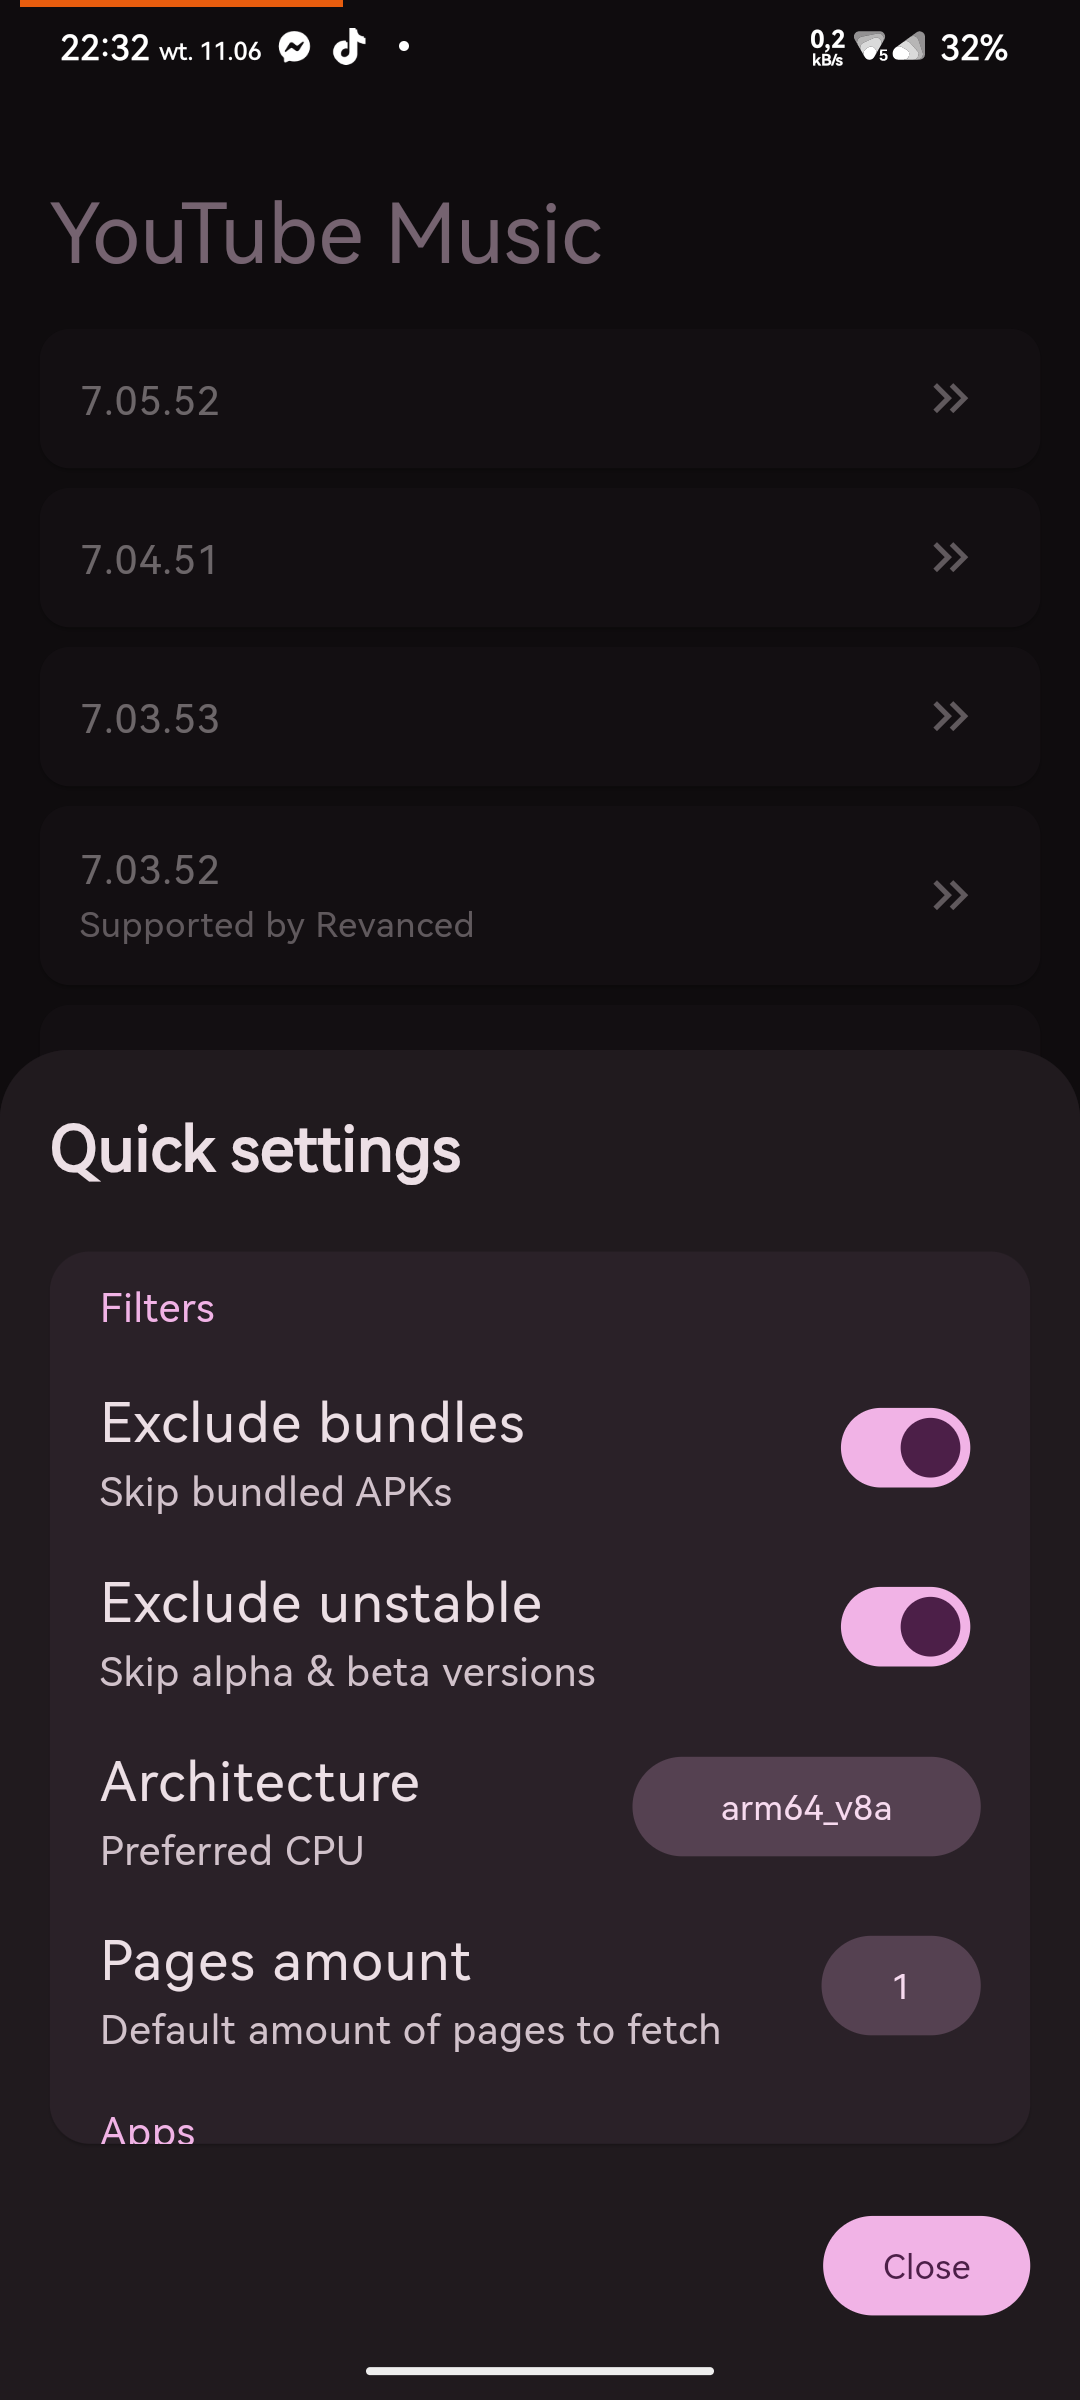 22:32 wt. 11.06
0,2 kB/s 5 32%
YouTube Music
7.05.52
7.04.51
7.03.53
7.03.52
Supported by Revanced
Quick settings
Filters
Exclude bundles
Skip bundled APKs
Exclude unstable
Skip alpha & beta versions
Architecture
Preferred CPU
arm64_v8a
Pages amount
Default amount of pages to fetch
1
Apps
Close